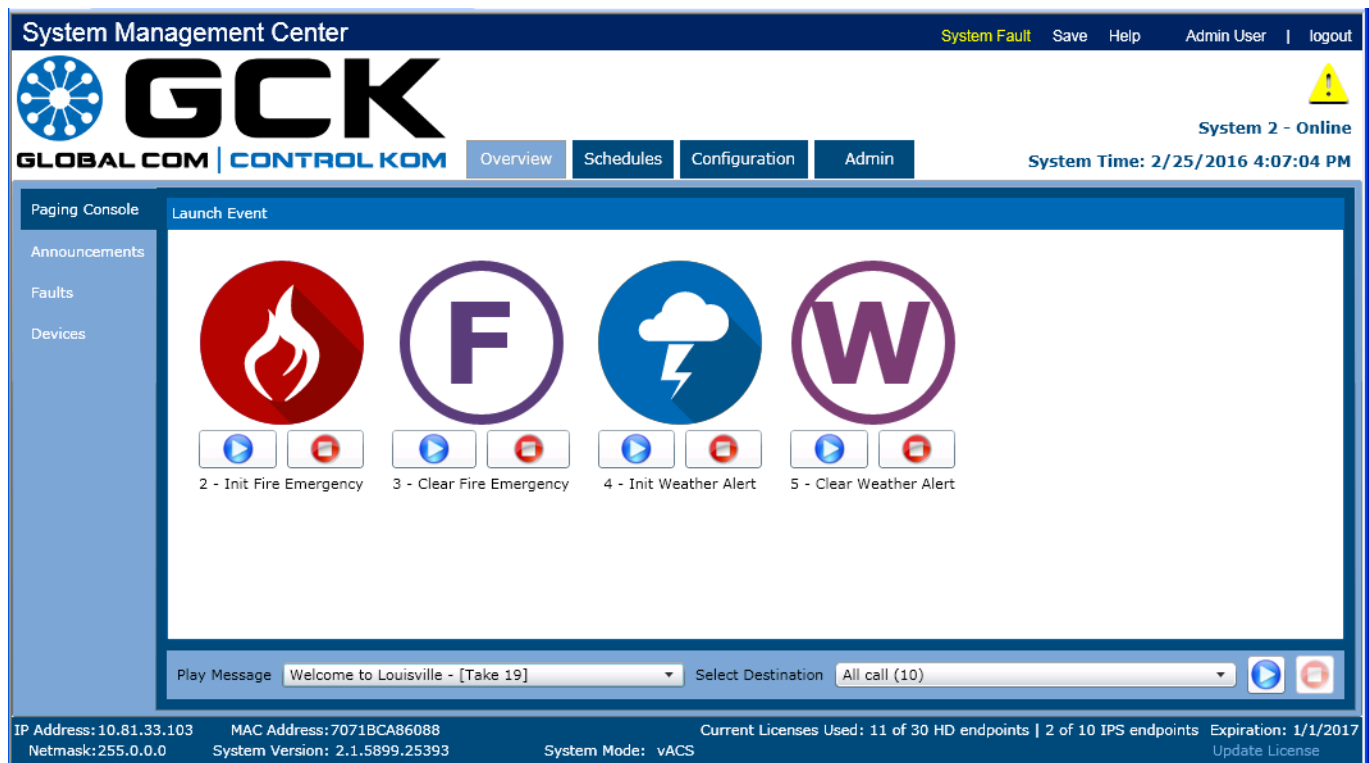 System Management Center
System Fault Save Help Admin User | logout
GCK
GLOBALCOM | CONTROLKOM
System 2 - Online
Overview Schedules Configuration Admin
System Time: 2/25/2016 4:07:04 PM
Paging Console
Announcements
Faults
Devices
Launch Event
F
W
2 - Init Fire Emergency
3 - Clear Fire Emergency
4 - Init Weather Alert
5 - Clear Weather Alert
Play Message Welcome to Louisville - [Take 19] Select Destination All call (10)
IP Address:10.81.33.103 MAC Address:7071BCA86088 Current Licenses Used: 11 of 30 HD endpoints | 2 of 10 IPS endpoints Expiration: 1/1/2017
Netmask:255.0.0.0 System Version: 2.1.5899.25393 System Mode: vACS Update License